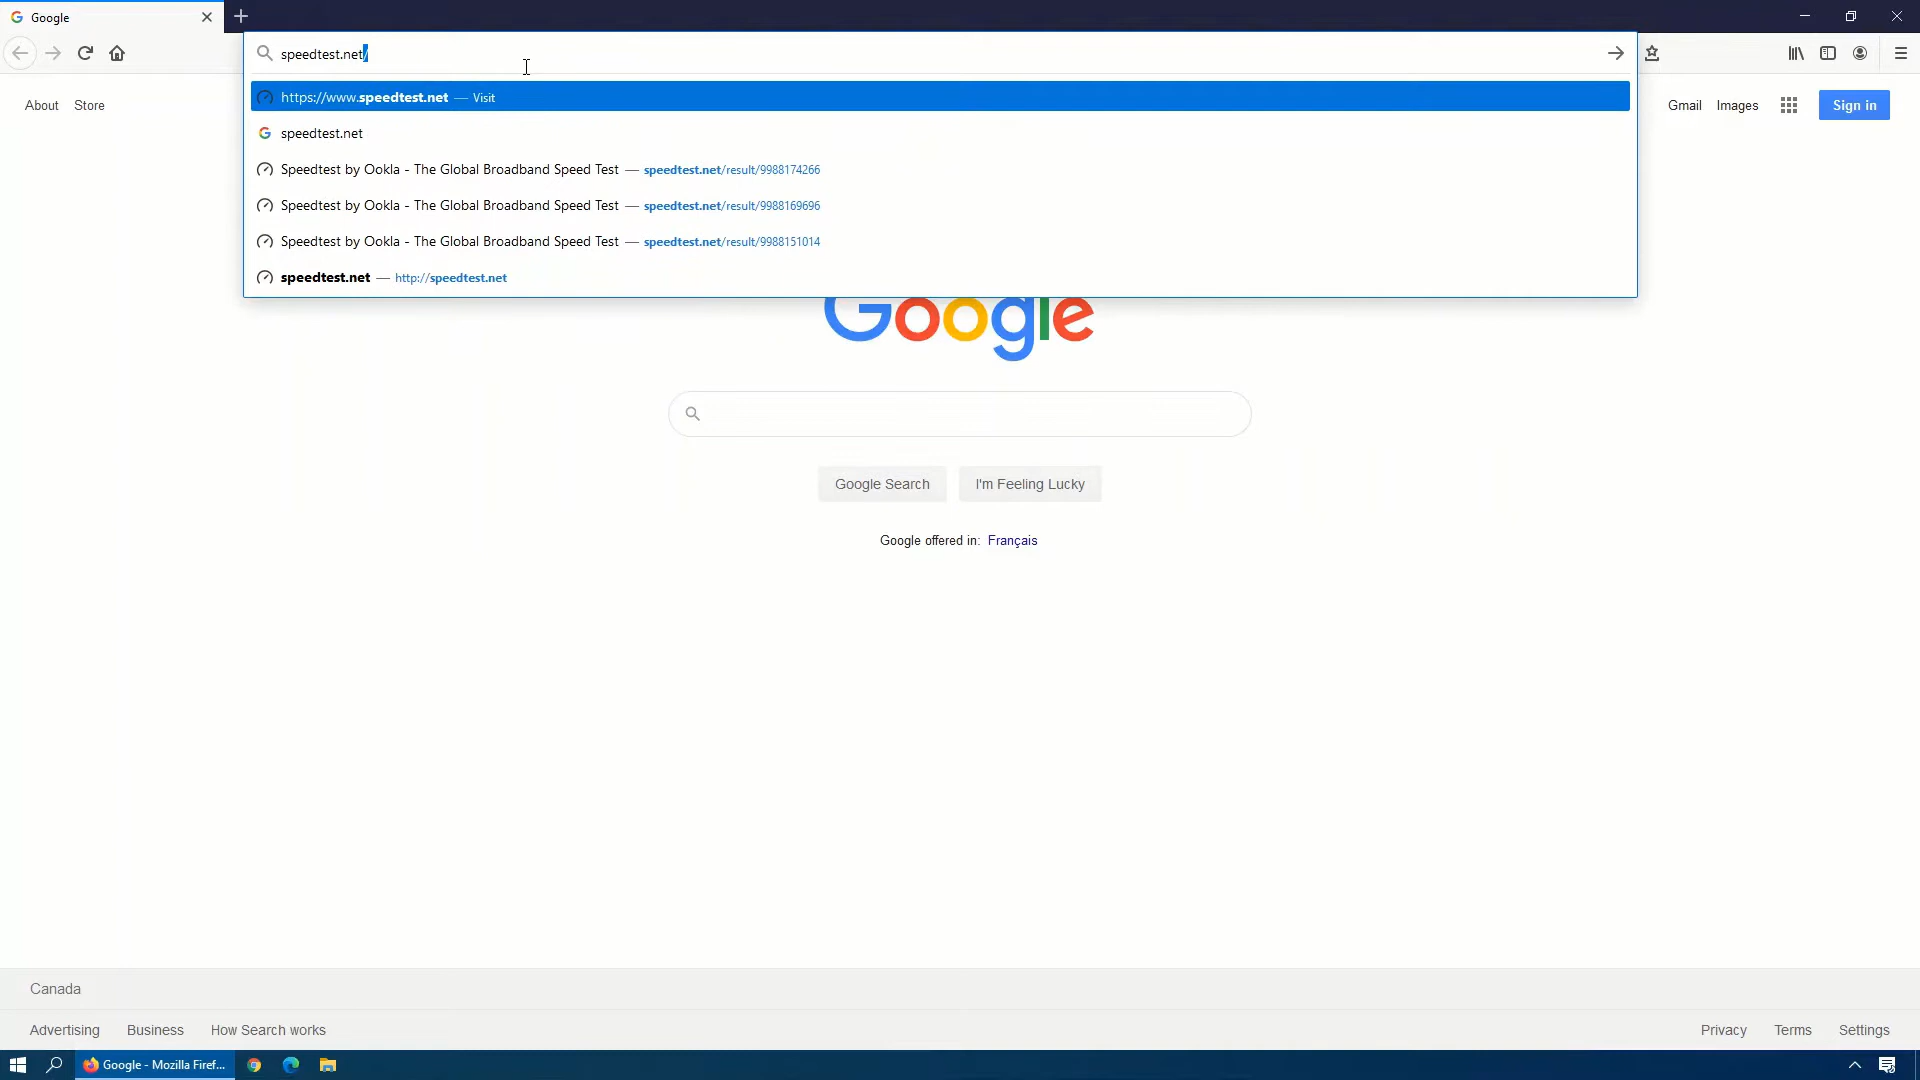 Google
speedtest.net/
https://www.speedtest.net — Visit
speedtest.net
Speedtest by Ookla - The Global Broadband Speed Test — speedtest.net/result/9988174266
Speedtest by Ookla - The Global Broadband Speed Test — speedtest.net/result/9988169696
Speedtest by Ookla - The Global Broadband Speed Test — speedtest.net/result/9988151014
speedtest.net — http://speedtest.net
About Store
Gmail Images Sign in
Google
Google Search I'm Feeling Lucky
Google offered in: Français
Canada
Advertising Business How Search works
Privacy Terms Settings
Google - Mozilla Firef...